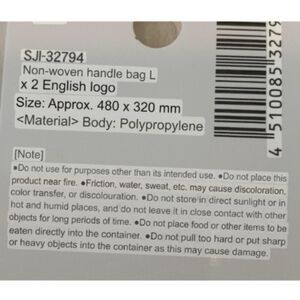 SJI-32794
Non-woven handle bag L
x 2 English logo
Size: Approx. 480 x 320 mm
<Material> Body: Polypropylene
[Note]
●Do not use for purposes other than its intended use. ●Do not place this
product near fire. ●Friction, water, sweat, etc. may cause discoloration,
color transfer, or discolouration. ●Do not store in direct sunlight or in
hot and humid places, and do not leave it in close contact with other
objects for long periods of time. ●Do not place food or other items to be
eaten directly into the container. ●Do not pull too hard or put sharp
or heavy objects into the container as this may cause damage.
4 510085 3279